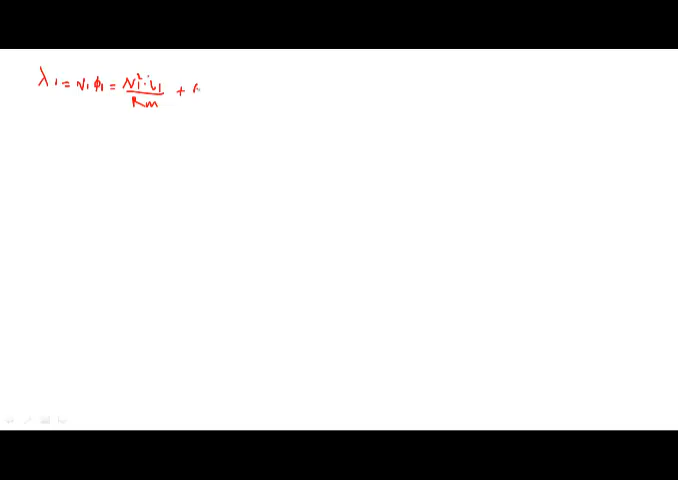 λ1 = N1 φ1 = N1²·i1 / Rm +